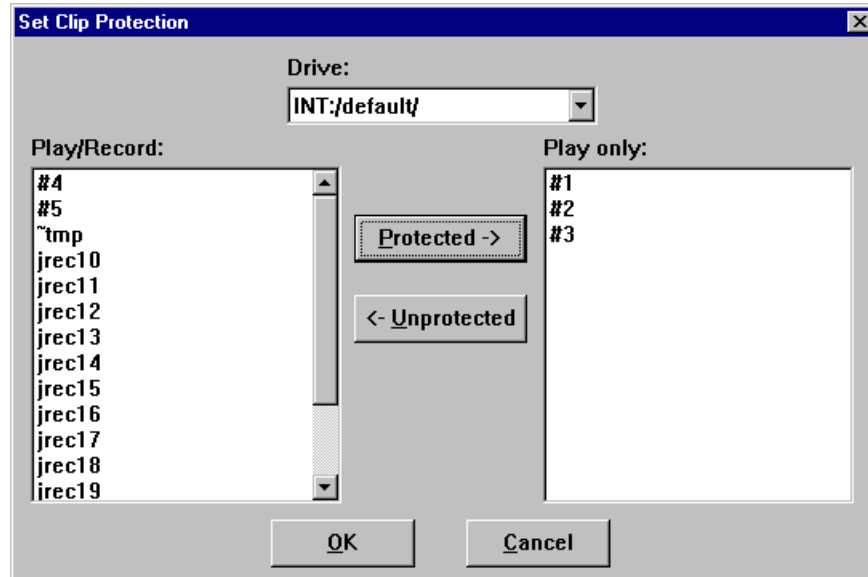 Set Clip Protection
Drive:
INT:/default/
Play/Record:
#4
#5
~tmp
jrec10
jrec11
jrec12
jrec13
jrec14
jrec15
jrec16
jrec17
jrec18
jrec19
Protected ->
<- Unprotected
Play only:
#1
#2
#3
OK
Cancel